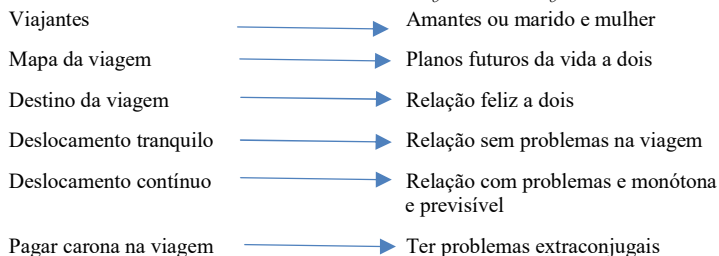 Viajantes Amantes ou marido e mulher
Mapa da viagem Planos futuros da vida a dois
Destino da viagem Relação feliz a dois
Deslocamento tranquilo Relação sem problemas na viagem
Deslocamento contínuo Relação com problemas e monótona
e previsível
Pagar carona na viagem Ter problemas extraconjugais